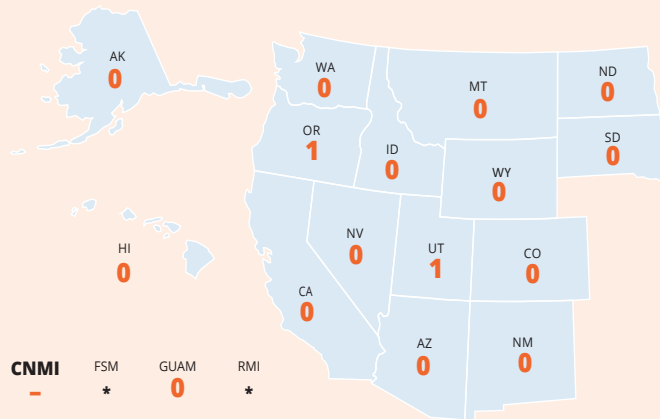 AK
0
WA
0
MT
0
ND
0
OR
1
ID
0
SD
0
WY
0
HI
0
NV
0
UT
1
CO
0
CA
0
AZ
0
NM
0
CNMI FSM GUAM RMI
– * 0 *